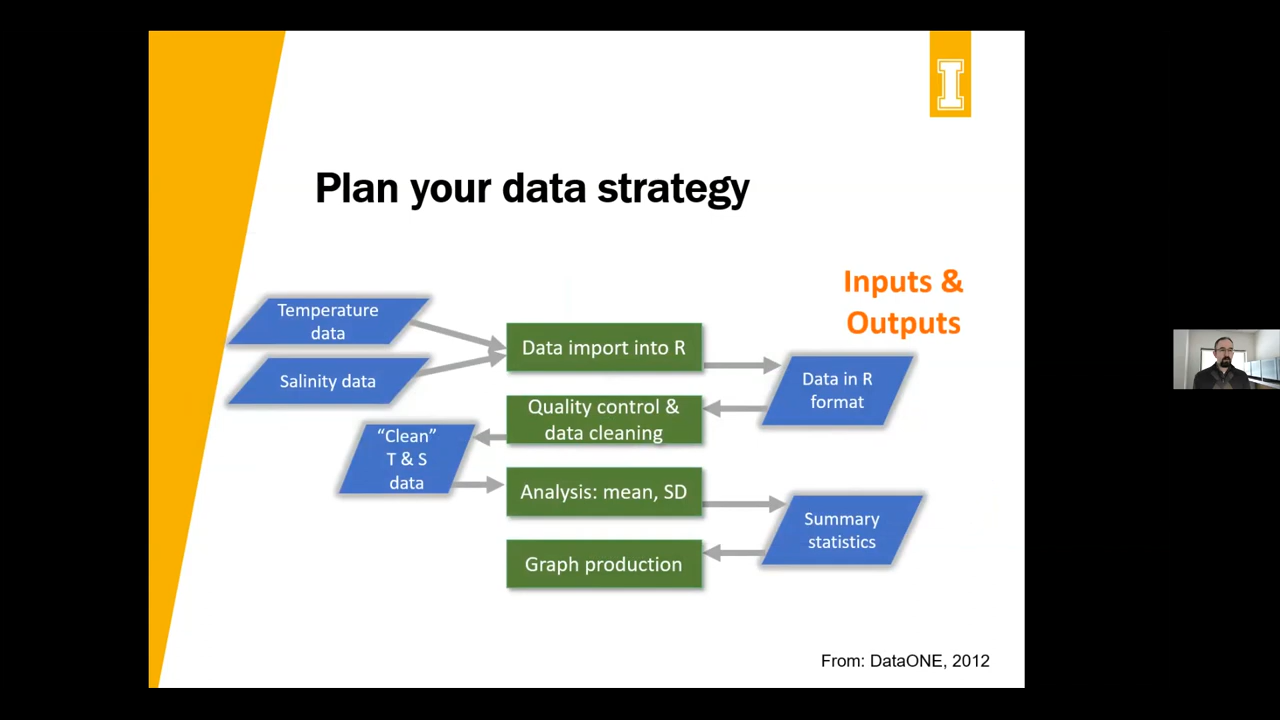 I
Plan your data strategy
Inputs &
Outputs
Temperature
data
Salinity data
Data import into R
Data in R
format
Quality control &
data cleaning
“Clean”
T & S
data
Analysis: mean, SD
Summary
statistics
Graph production
From: DataONE, 2012